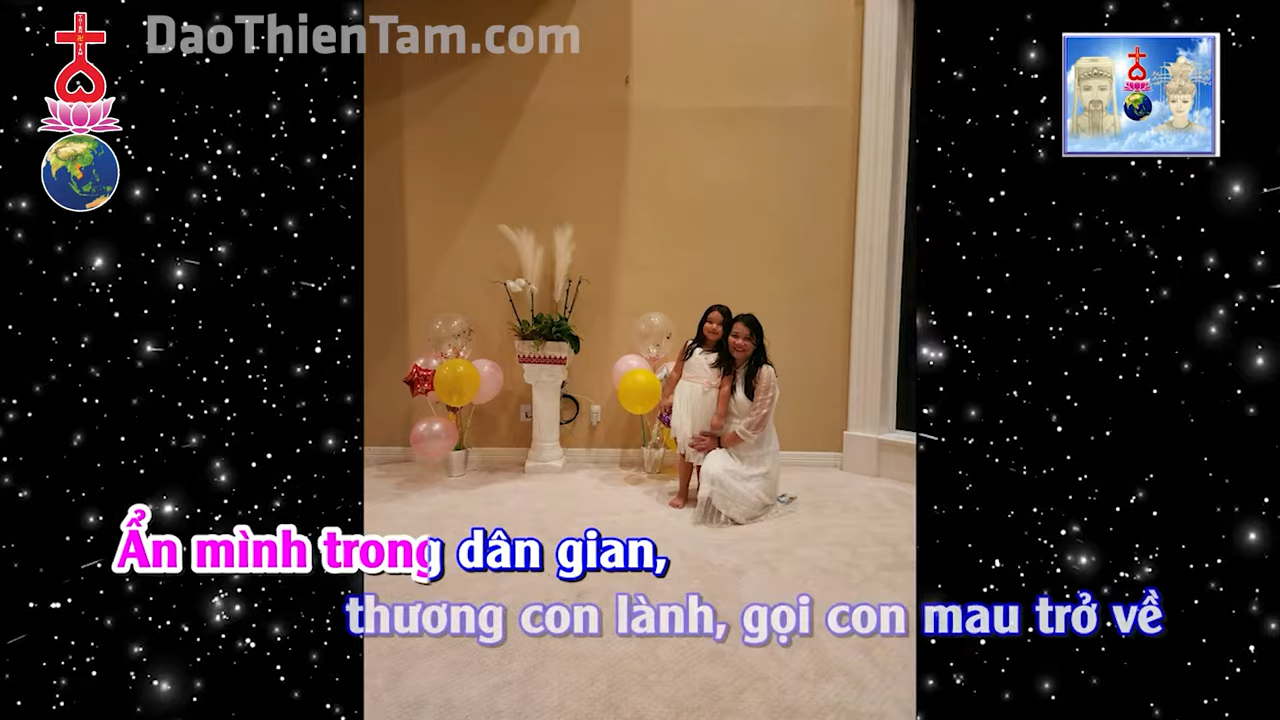 DaoThienTam.com
Ẩn mình trong dân gian,
thương con lành, gọi con mau trở về